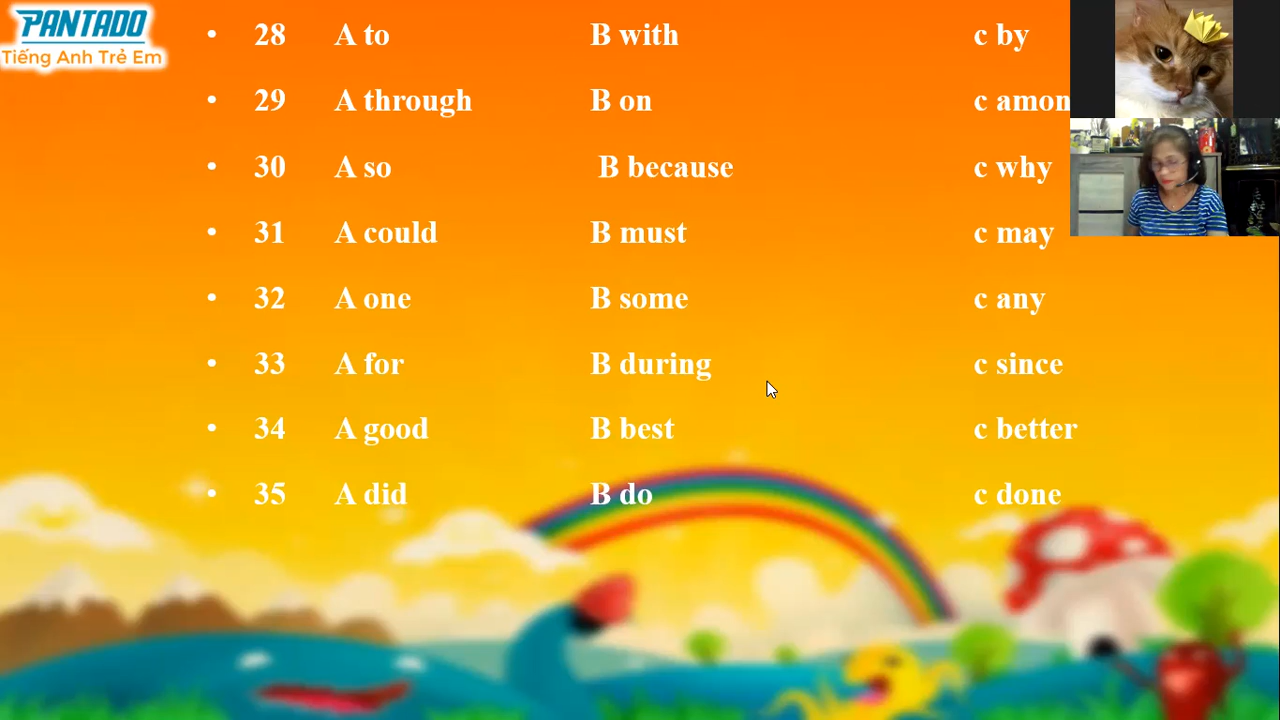 PANTADO
Tiếng Anh Trẻ Em
• 28 A to B with c by
• 29 A through B on c amon
• 30 A so B because c why
• 31 A could B must c may
• 32 A one B some c any
• 33 A for B during c since
• 34 A good B best c better
• 35 A did B do c done